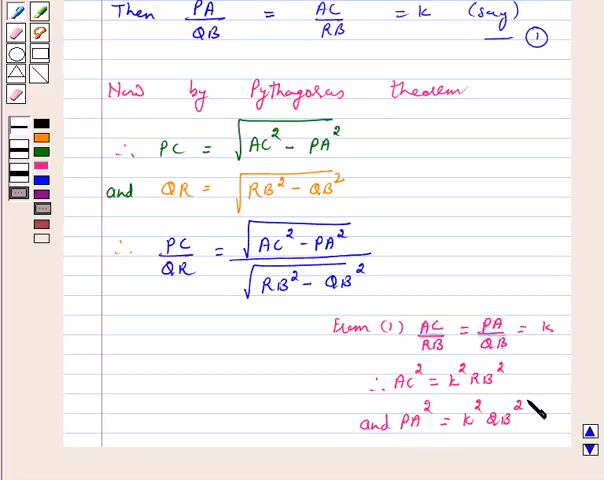 Then PA/QB = AC/RB = k (say) ①
Now by Pythagoras theorem
∴ PC = √(AC² - PA²)
and QR = √(RB² - QB²)
∴ PC/QR = √(AC² - PA²)/√(RB² - QB²)
From (1) AC/RB = PA/QB = k
∴ AC² = k² RB²
and PA² = k² QB²